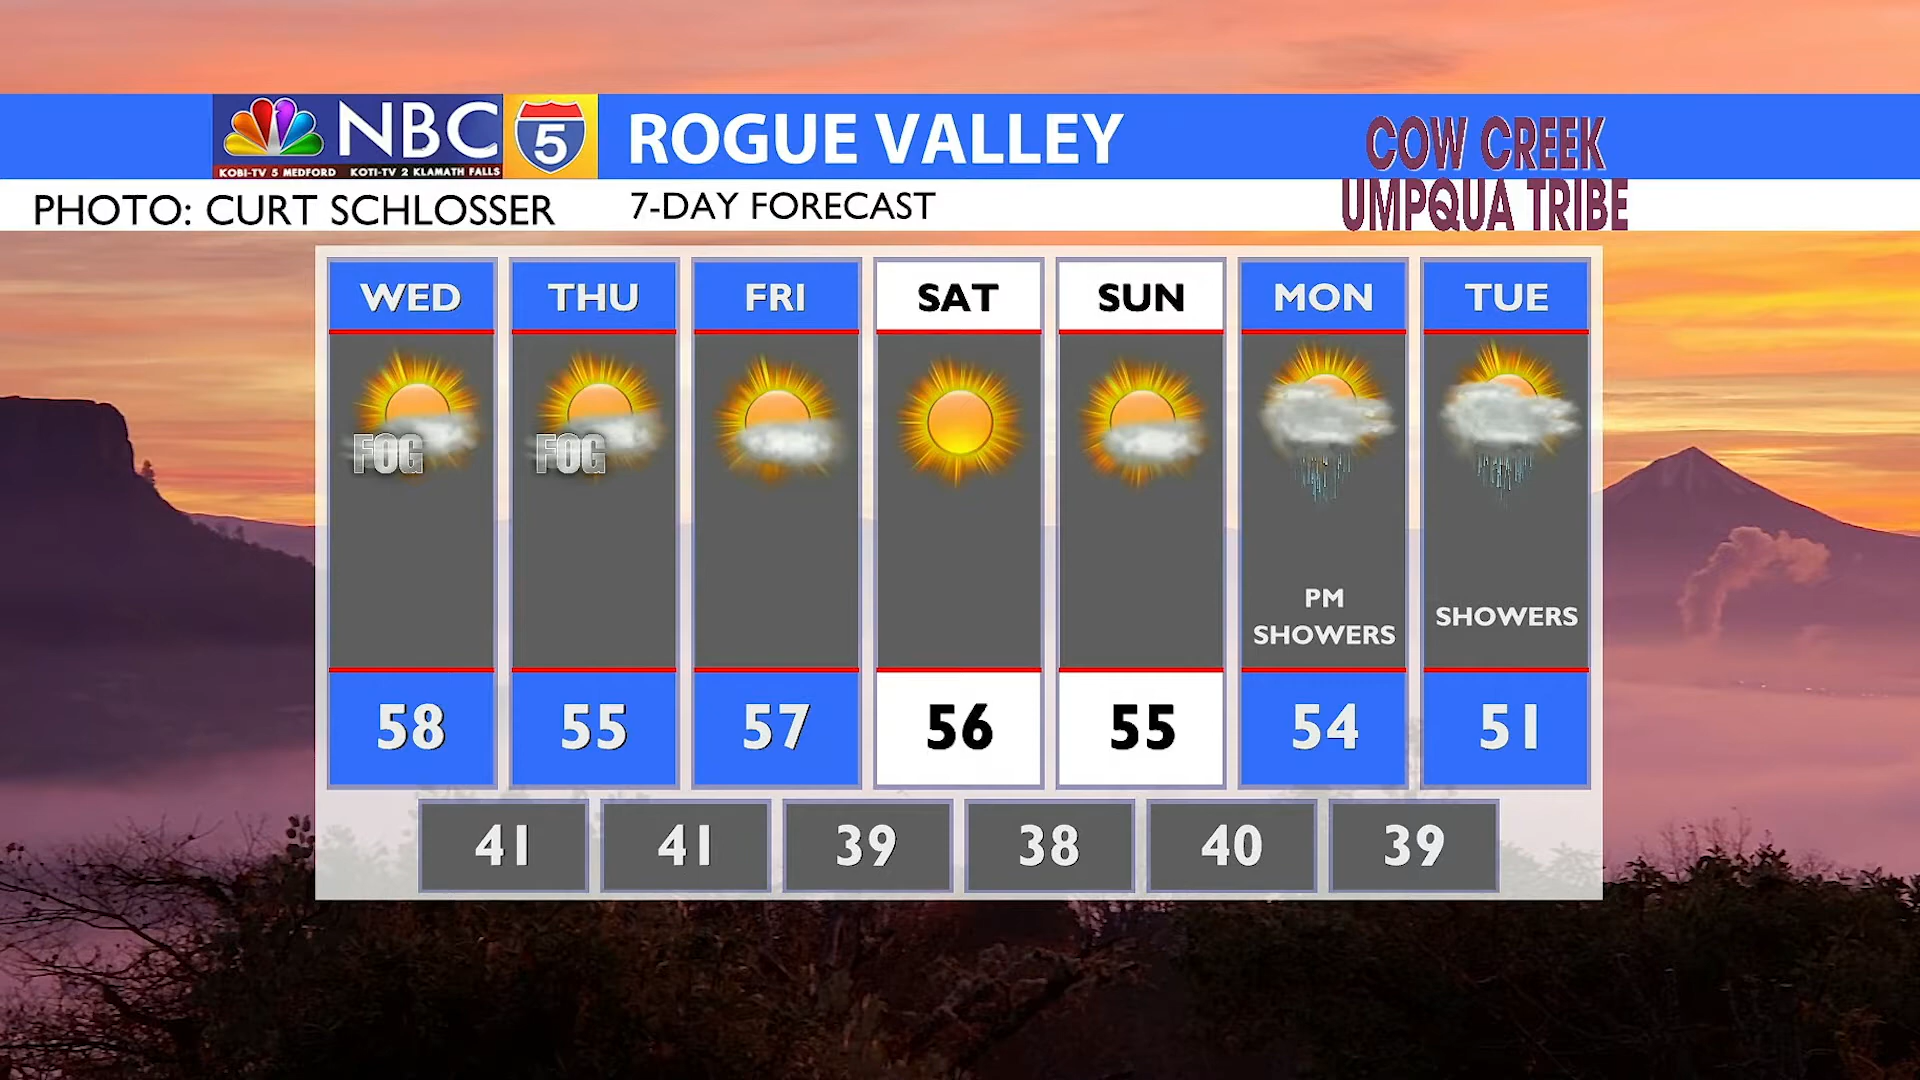 NBC 5
KOBI-TV 5 MEDFORD KOTI-TV 2 KLAMATH FALLS
ROGUE VALLEY
COW CREEK
UMPQUA TRIBE
PHOTO: CURT SCHLOSSER
7-DAY FORECAST
WED THU FRI SAT SUN MON TUE
FOG FOG
PM
SHOWERS
SHOWERS
58 55 57 56 55 54 51
41 41 39 38 40 39